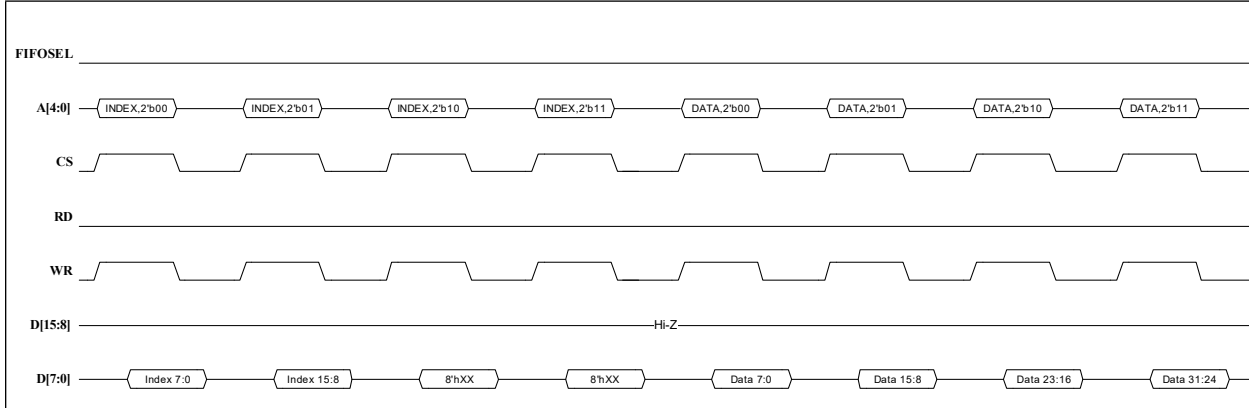 FIFOSEL
A[4:0] INDEX,2'b00 INDEX,2'b01 INDEX,2'b10 INDEX,2'b11 DATA,2'b00 DATA,2'b01 DATA,2'b10 DATA,2'b11
CS
RD
WR
D[15:8] Hi-Z
D[7:0] Index 7:0 Index 15:8 8'hXX 8'hXX Data 7:0 Data 15:8 Data 23:16 Data 31:24